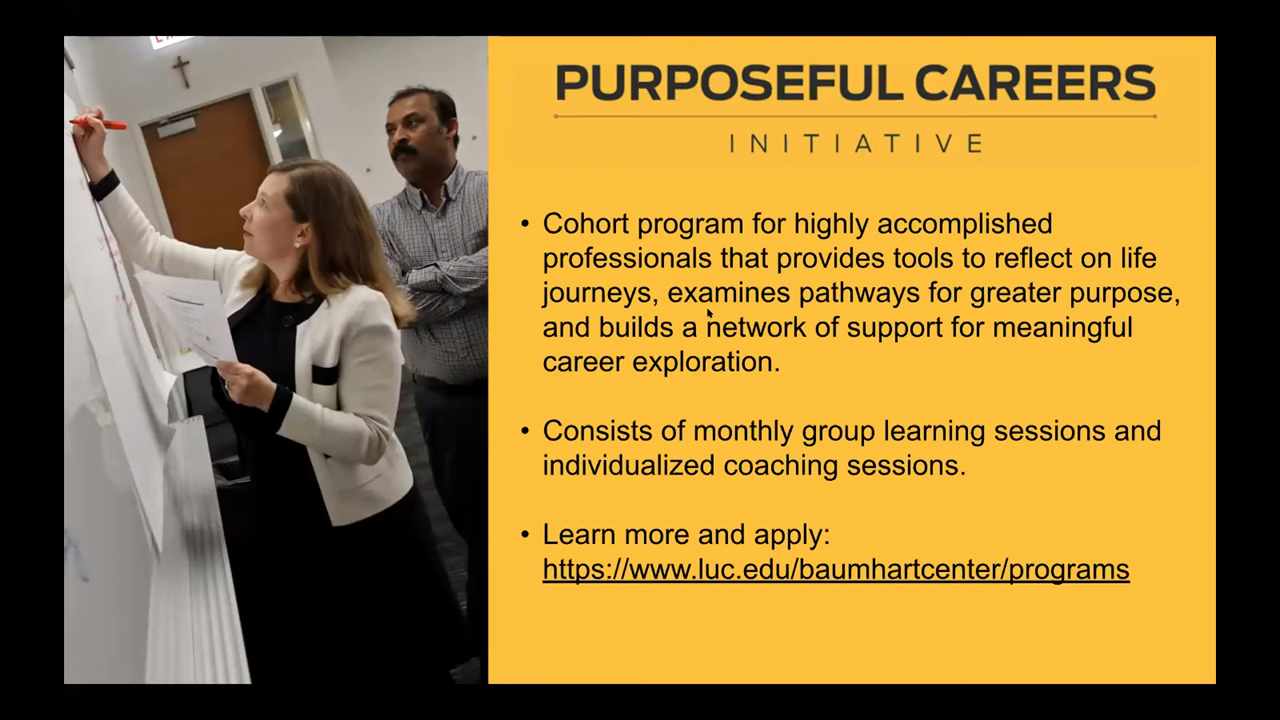 PURPOSEFUL CAREERS
INITIATIVE
• Cohort program for highly accomplished
professionals that provides tools to reflect on life
journeys, examines pathways for greater purpose,
and builds a network of support for meaningful
career exploration.
• Consists of monthly group learning sessions and
individualized coaching sessions.
• Learn more and apply:
https://www.luc.edu/baumhartcenter/programs